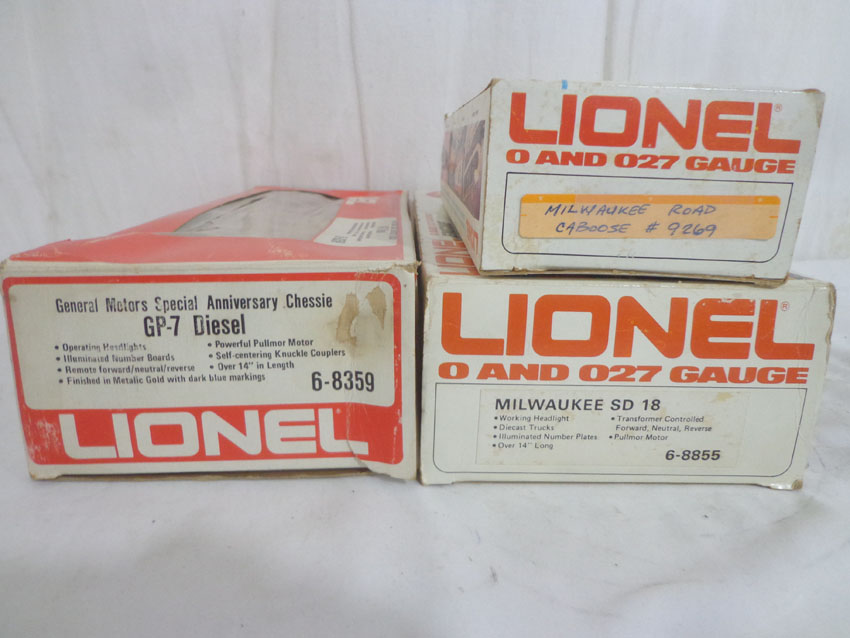 General Motors Special Anniversary Chessie
GP-7 Diesel
• Operating Headlights
• Illuminated Number Boards
• Remote forward/neutral/reverse
• Finished in Metalic Gold with dark blue markings
• Powerful Pullmor Motor
• Self-centering Knuckle Couplers
• Over 14" in Length
6-8359
LIONEL
LIONEL®
O AND O27 GAUGE
MILWAUKEE ROAD
CABOOSE # 9269
LIONEL®
O AND O27 GAUGE
MILWAUKEE SD 18
• Working Headlight
• Diecast Trucks
• Illuminated Number Plates
• Over 14" Long
• Transformer Controlled
Forward, Neutral, Reverse
• Pullmor Motor
6-8855